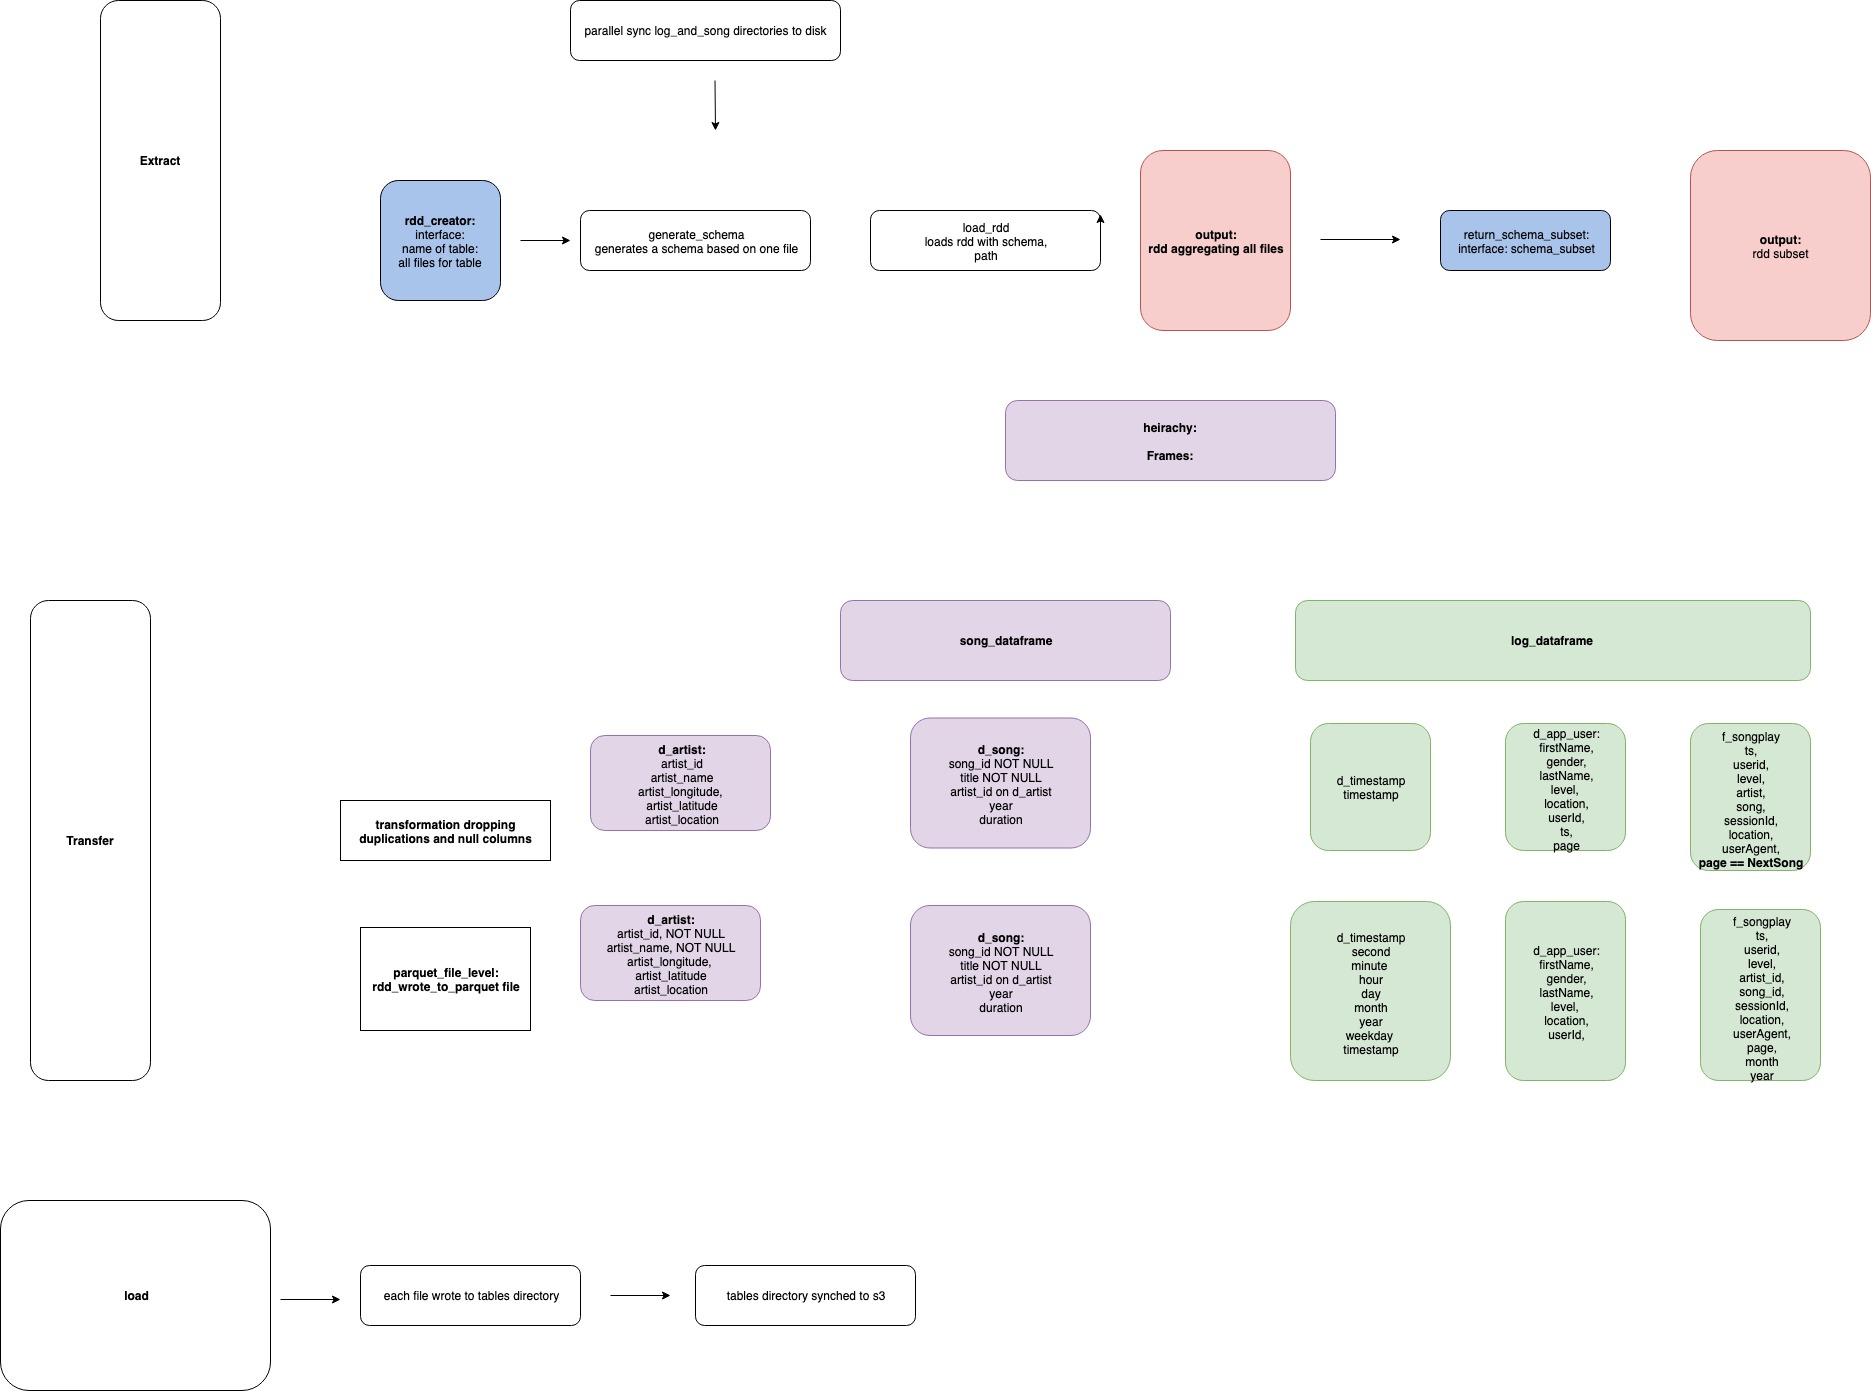 parallel sync log_and_song directories to disk
Extract
rdd_creator:
interface:
name of table:
all files for table
generate_schema
generates a schema based on one file
load_rdd
loads rdd with schema,
path
output:
rdd aggregating all files
return_schema_subset:
interface: schema_subset
output:
rdd subset
heirachy:
Frames:
Transfer
song_dataframe
log_dataframe
transformation dropping
duplications and null columns
d_artist:
artist_id
artist_name
artist_longitude,
artist_latitude
artist_location
d_song:
song_id NOT NULL
title NOT NULL
artist_id on d_artist
year
duration
d_timestamp
timestamp
d_app_user:
firstName,
gender,
lastName,
level,
location,
userId,
ts,
page
f_songplay
ts,
userid,
level,
artist,
song,
sessionId,
location,
userAgent,
page == NextSong
parquet_file_level:
rdd_wrote_to_parquet file
d_artist:
artist_id, NOT NULL
artist_name, NOT NULL
artist_longitude,
artist_latitude
artist_location
d_song:
song_id NOT NULL
title NOT NULL
artist_id on d_artist
year
duration
d_timestamp
second
minute
hour
day
month
year
weekday
timestamp
d_app_user:
firstName,
gender,
lastName,
level,
location,
userId,
f_songplay
ts,
userid,
level,
artist_id,
song_id,
sessionId,
location,
userAgent,
page,
month
year
load
each file wrote to tables directory
tables directory synched to s3